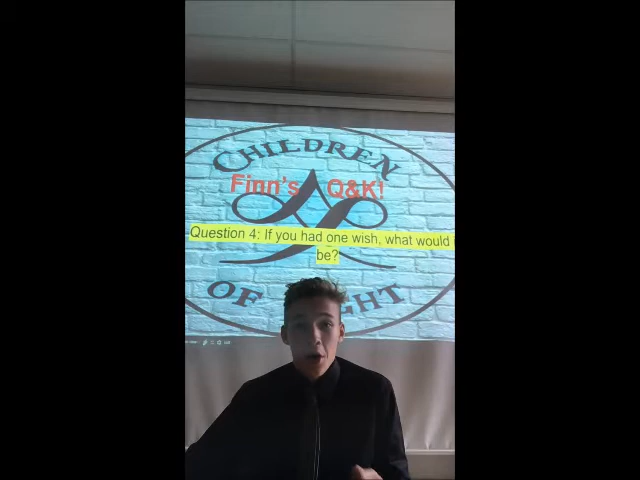 CHILDREN
Finn's Q&K!
Question 4: If you had one wish, what would
be?
OF